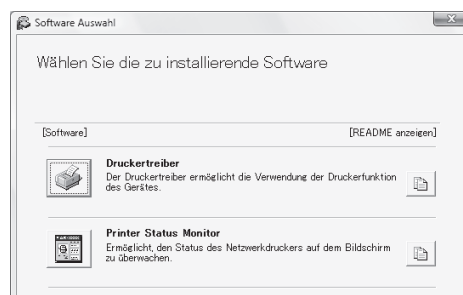 Software Auswahl
Wählen Sie die zu installierende Software
[Software] [README anzeigen]
Druckertreiber
Der Druckertreiber ermöglicht die Verwendung der Druckerfunktion
des Gerätes.
Printer Status Monitor
Ermöglicht, den Status des Netzwerkdruckers auf dem Bildschirm
zu überwachen.